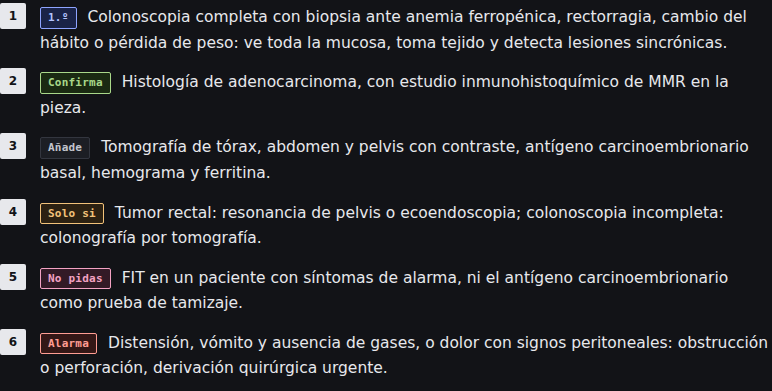 1 1.º Colonoscopia completa con biopsia ante anemia ferropénica, rectorragia, cambio del
hábito o pérdida de peso: ve toda la mucosa, toma tejido y detecta lesiones sincrónicas.
2 Confirma Histología de adenocarcinoma, con estudio inmunohistoquímico de MMR en la
pieza.
3 Añade Tomografía de tórax, abdomen y pelvis con contraste, antígeno carcinoembrionario
basal, hemograma y ferritina.
4 Solo si Tumor rectal: resonancia de pelvis o ecoendoscopia; colonoscopia incompleta:
colonografía por tomografía.
5 No pidas FIT en un paciente con síntomas de alarma, ni el antígeno carcinoembrionario
como prueba de tamizaje.
6 Alarma Distensión, vómito y ausencia de gases, o dolor con signos peritoneales: obstrucción
o perforación, derivación quirúrgica urgente.